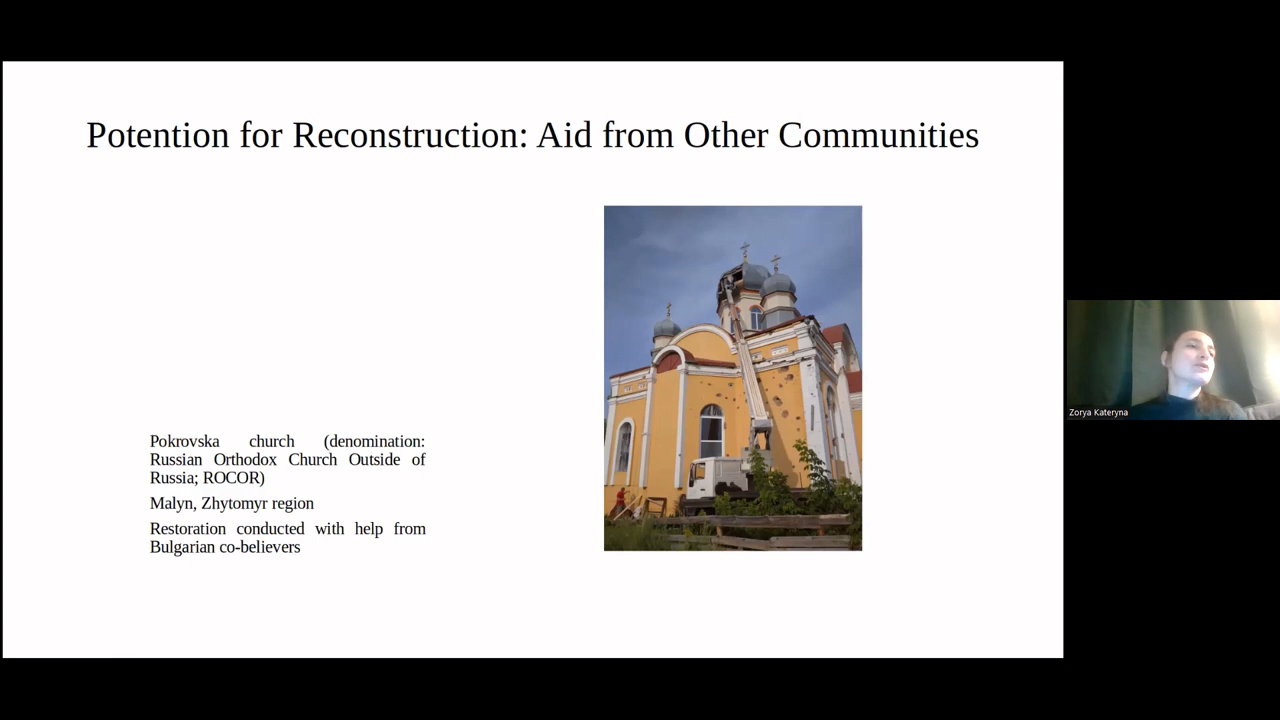 Potention for Reconstruction: Aid from Other Communities
Pokrovska church (denomination:
Russian Orthodox Church Outside of
Russia; ROCOR)
Malyn, Zhytomyr region
Restoration conducted with help from
Bulgarian co-believers
Zorya Kateryna